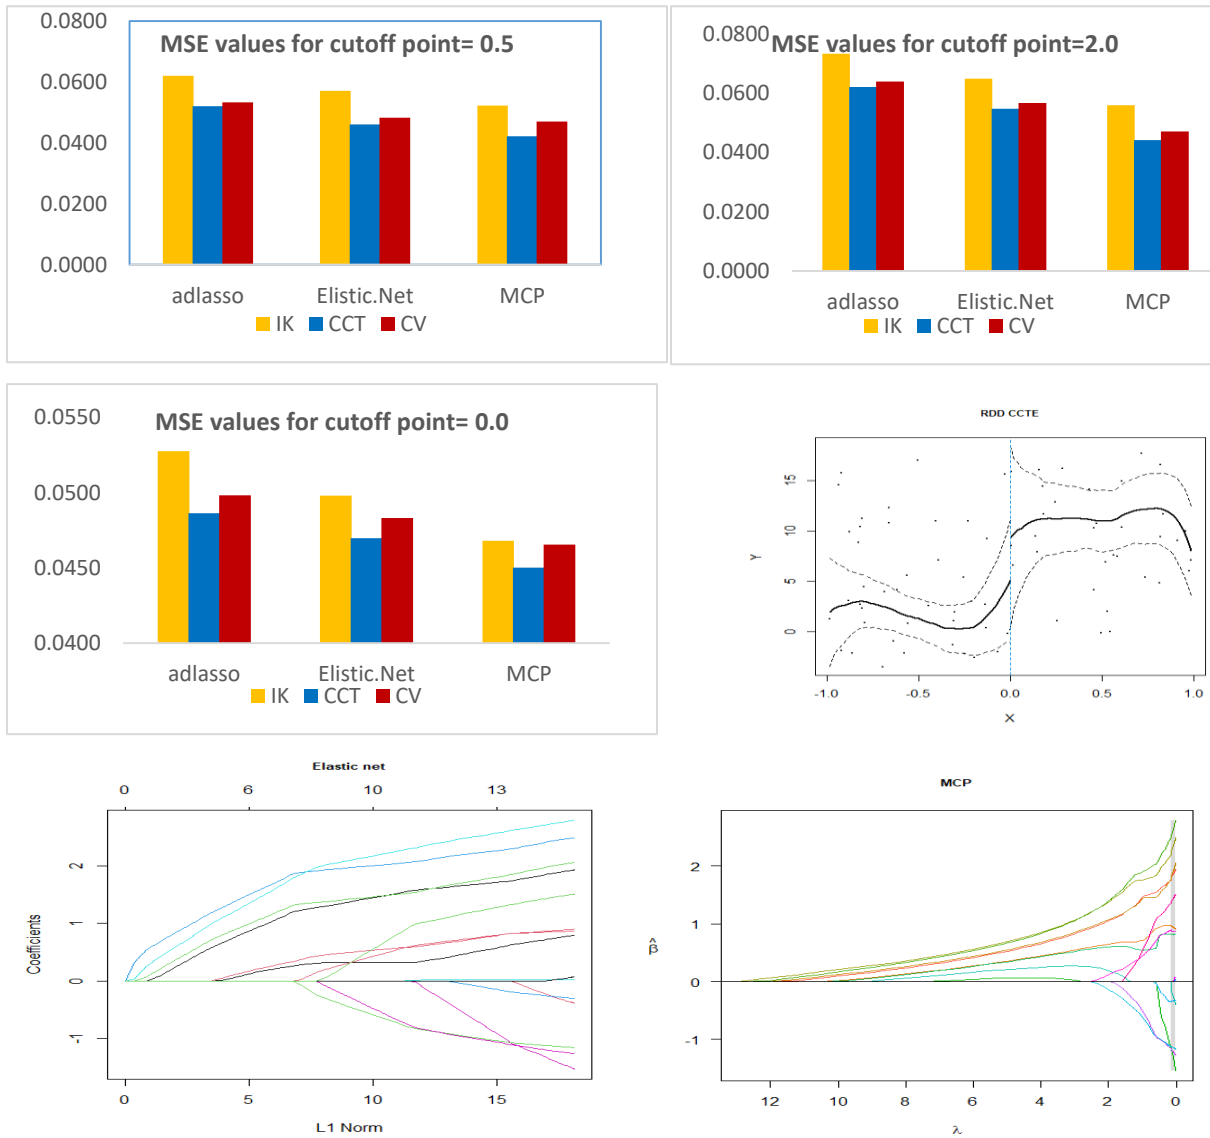 MSE values for cutoff point= 0.5
0.0800
0.0600
0.0400
0.0200
0.0000
adlasso Elistic.Net MCP
IK CCT CV
MSE values for cutoff point=2.0
0.0800
0.0600
0.0400
0.0200
0.0000
adlasso Elistic.Net MCP
IK CCT CV
MSE values for cutoff point= 0.0
0.0550
0.0500
0.0450
0.0400
adlasso Elistic.Net MCP
IK CCT CV
RDD CCTE
Y
15
10
5
0
-1.0 -0.5 0.0 0.5 1.0
X
Elastic net
0 6 10 13
Coefficients
2
1
0
-1
0 5 10 15
L1 Norm
MCP
β̂
2
1
0
-1
12 10 8 6 4 2 0
λ